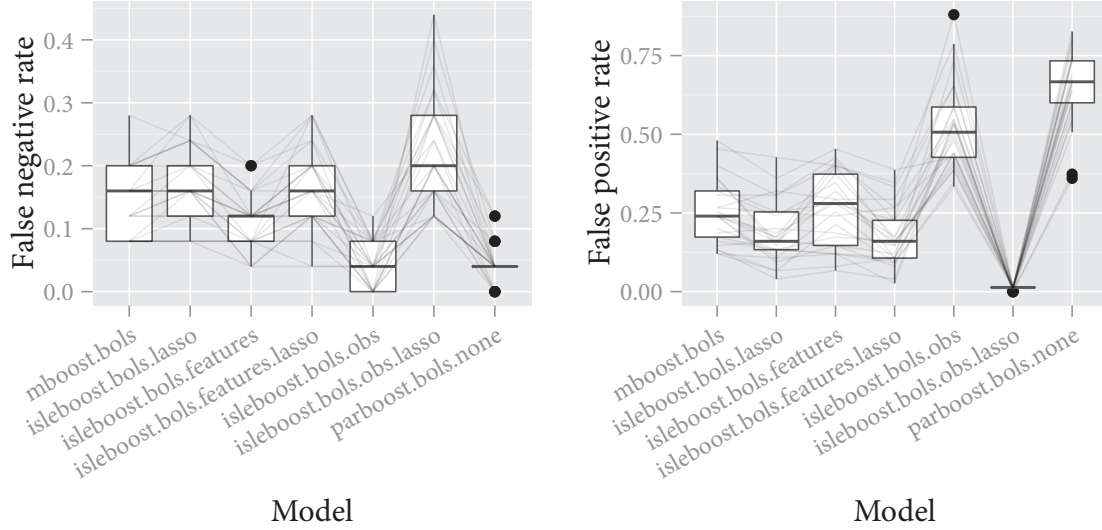 False negative rate
0.4
0.3
0.2
0.1
0.0
mboost.bols
isleboost.bols.lasso
isleboost.bols.features
isleboost.bols.features.lasso
isleboost.bols.obs
isleboost.bols.obs.lasso
parboost.bols.none
Model
False positive rate
0.75
0.50
0.25
0.00
mboost.bols
isleboost.bols.lasso
isleboost.bols.features
isleboost.bols.features.lasso
isleboost.bols.obs
isleboost.bols.obs.lasso
parboost.bols.none
Model